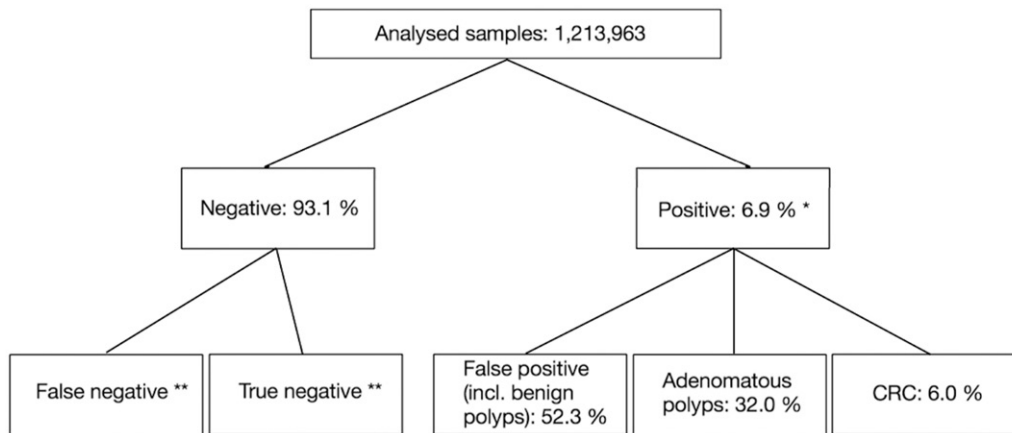 Analysed samples: 1,213,963
Negative: 93.1 %
Positive: 6.9 % *
False negative **
True negative **
False positive
(incl. benign
polyps): 52.3 %
Adenomatous
polyps: 32.0 %
CRC: 6.0 %